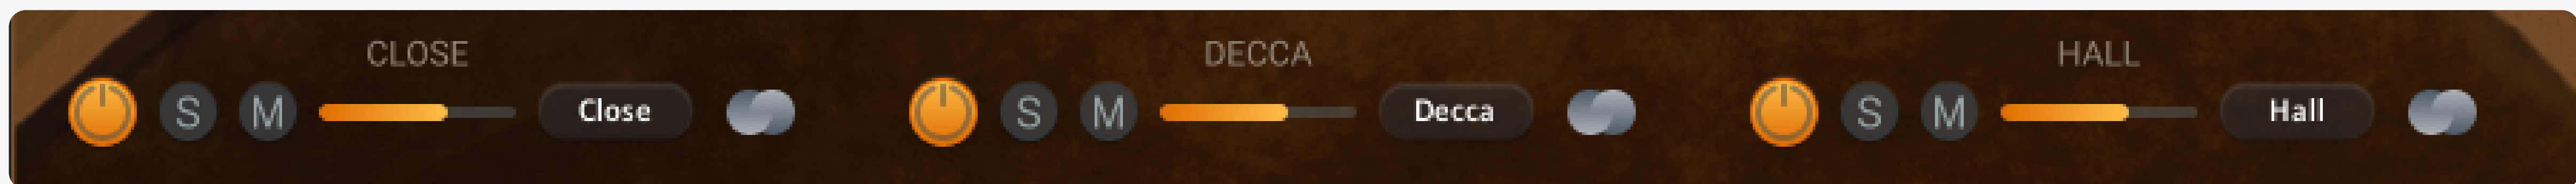 CLOSE DECCA HALL
S M Close S M Decca S M Hall